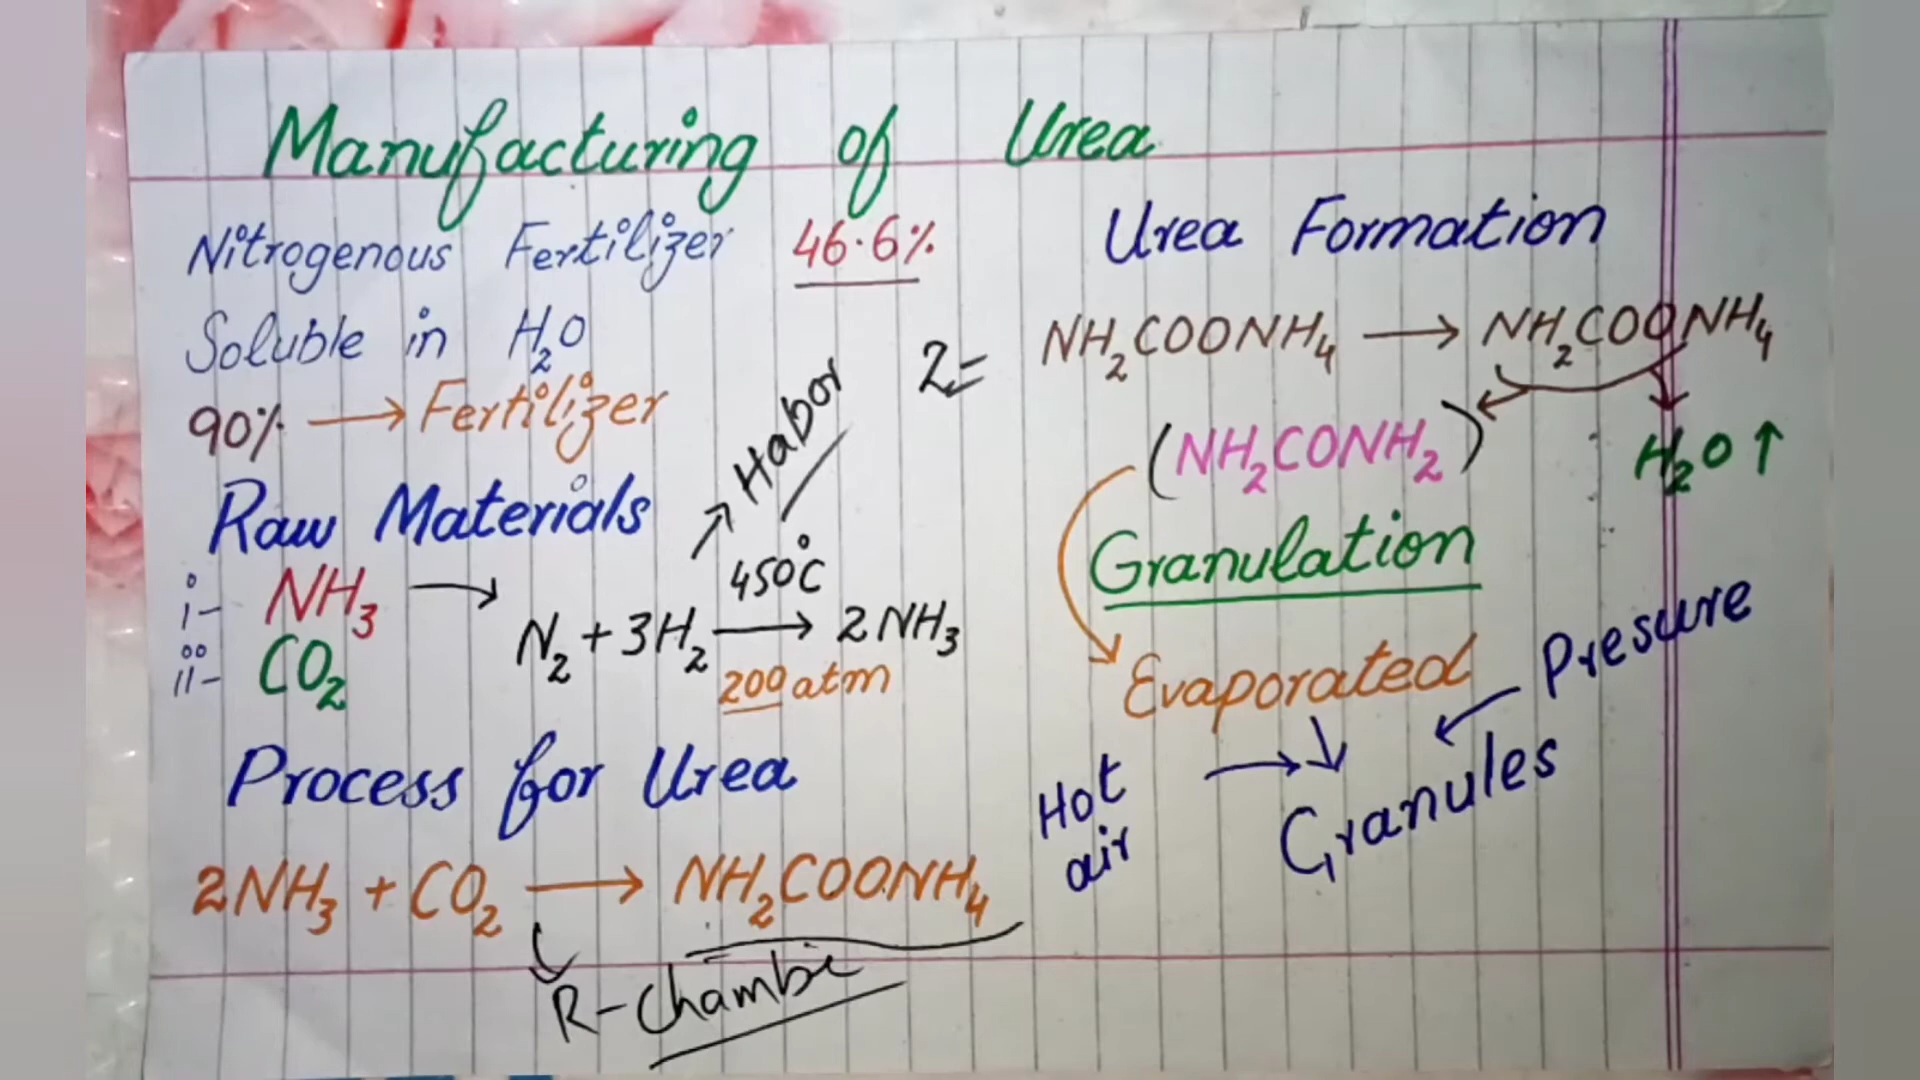 Manufacturing of Urea
Nitrogenous Fertilizer 46.6%
Soluble in H₂O
90% → Fertilizer
Raw Materials
i- NH₃ →
ii- CO₂
↗ Habor
450°C
N₂ + 3H₂ → 2NH₃
200 atm
Process for Urea
2NH₃ + CO₂ → NH₂COONH₄
R-Chambe
Urea Formation
2= NH₂COONH₄ → NH₂COONH₄
(NH₂CONH₂) H₂O↑
Granulation
Evaporated
Presure
Hot air →
Granules